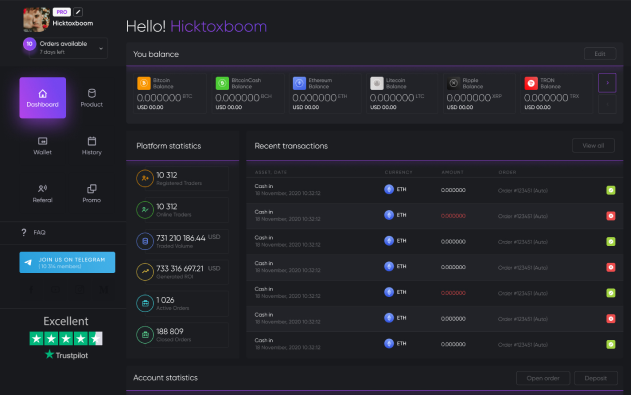 PRO
Hicktoxboom
10 Orders available
7 days left
Dashboard
Product
Wallet
History
Referal
Promo
? FAQ
JOIN US ON TELEGRAM
Excellent
Trustpilot
Hello! Hicktoxboom
You balance
Edit
Bitcoin
Balance
0.000000 BTC
USD 00.00
BitcoinCash
Balance
0.000000 BCH
USD 00.00
Ethereum
Balance
0.000000 ETH
USD 00.00
Litecoin
Balance
0.000000 LTC
USD 00.00
Ripple
Balance
0.000000 XRP
USD 00.00
TRON
Balance
0.000000 TRX
USD 00.00
Platform statistics
10 312
Registered Traders
10 312
Online Traders
731 210 186.44 USD
Traded Volume
733 316 697.21 USD
Generated ROI
1 026
Active Orders
188 809
Closed Orders
Recent transactions
View all
ASSET, DATE CURRENCY AMOUNT ORDER
Cash in
18 November, 2020 10:32:12
ETH 0.000000 Order #123451 (Auto)
Cash in
18 November, 2020 10:32:12
ETH 0.000000 Order #123451 (Auto)
Cash in
18 November, 2020 10:32:12
ETH 0.000000 Order #123451 (Auto)
Cash in
18 November, 2020 10:32:12
ETH 0.000000 Order #123451 (Auto)
Cash in
18 November, 2020 10:32:12
ETH 0.000000 Order #123451 (Auto)
Cash in
18 November, 2020 10:32:12
ETH 0.000000 Order #123451 (Auto)
Cash in
18 November, 2020 10:32:12
ETH 0.000000 Order #123451 (Auto)
Account statistics
Open order
Deposit